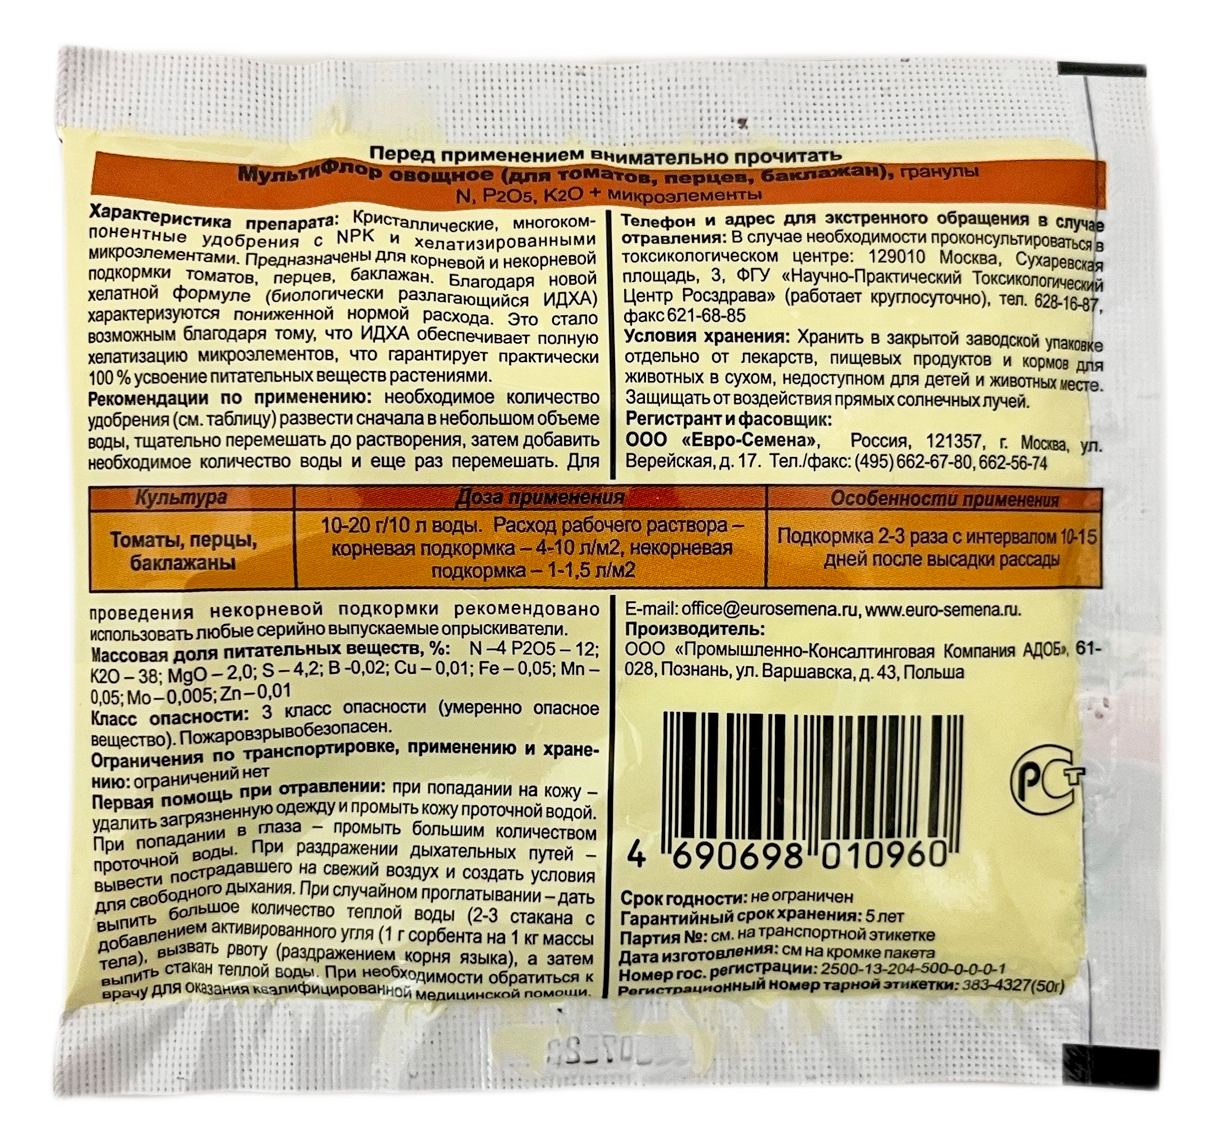 Перед применением внимательно прочитать
МультиФлор овощное (для томатов, перцев, баклажан), гранулы
N, P2O5, K2O + микроэлементы
Характеристика препарата: Кристаллические, многоком-
понентные удобрения с NPK и хелатизированными
микроэлементами. Предназначены для корневой и некорневой
подкормки томатов, перцев, баклажан. Благодаря новой
хелатной формуле (биологически разлагающийся ИДХА)
характеризуются пониженной нормой расхода. Это стало
возможным благодаря тому, что ИДХА обеспечивает полную
хелатизацию микроэлементов, что гарантирует практически
100 % усвоение питательных веществ растениями.
Рекомендации по применению: необходимое количество
удобрения (см. таблицу) развести сначала в небольшом объеме
воды, тщательно перемешать до растворения, затем добавить
необходимое количество воды и еще раз перемешать. Для
Телефон и адрес для экстренного обращения в случае
отравления: В случае необходимости проконсультироваться в
токсикологическом центре: 129010 Москва, Сухаревская
площадь, 3, ФГУ «Научно-Практический Токсикологический
Центр Росздрава» (работает круглосуточно), тел. 628-16-87,
факс 621-68-85
Условия хранения: Хранить в закрытой заводской упаковке
отдельно от лекарств, пищевых продуктов и кормов для
животных в сухом, недоступном для детей и животных месте.
Защищать от воздействия прямых солнечных лучей.
Регистрант и фасовщик:
ООО «Евро-Семена», Россия, 121357, г. Москва, ул.
Верейская, д. 17. Тел./факс: (495) 662-67-80, 662-56-74
Культура Доза применения Особенности применения
Томаты, перцы,
баклажаны
10-20 г/10 л воды. Расход рабочего раствора –
корневая подкормка – 4-10 л/м2, некорневая
подкормка – 1-1,5 л/м2
Подкормка 2-3 раза с интервалом 10-15
дней после высадки рассады
проведения некорневой подкормки рекомендовано
использовать любые серийно выпускаемые опрыскиватели.
Массовая доля питательных веществ, %: N –4 P2O5 – 12;
K2O – 38; MgO – 2,0; S – 4,2; B -0,02; Cu – 0,01; Fe – 0,05; Mn –
0,05; Mo – 0,005; Zn – 0,01
Класс опасности: 3 класс опасности (умеренно опасное
вещество). Пожаровзрывобезопасен.
Ограничения по транспортировке, применению и хране-
нию: ограничений нет
Первая помощь при отравлении: при попадании на кожу –
удалить загрязненную одежду и промыть кожу проточной водой.
При попадании в глаза – промыть большим количеством
проточной воды. При раздражении дыхательных путей –
вывести пострадавшего на свежий воздух и создать условия
для свободного дыхания. При случайном проглатывании – дать
выпить большое количество теплой воды (2-3 стакана с
добавлением активированного угля (1 г сорбента на 1 кг массы
тела), вызвать рвоту (раздражением корня языка), а затем
выпить стакан теплой воды. При необходимости обратиться к
врачу для оказания квалифицированной медицинской помощи.
E-mail: office@eurosemena.ru, www.euro-semena.ru.
Производитель:
ООО «Промышленно-Консалтинговая Компания АДОБ», 61-
028, Познань, ул. Варшавска, д. 43, Польша
РСТ
4 690698 010960
Срок годности: не ограничен
Гарантийный срок хранения: 5 лет
Партия №: см. на транспортной этикетке
Дата изготовления: см на кромке пакета
Номер гос. регистрации: 2500-13-204-500-0-0-0-1
Регистрационный номер тарной этикетки: 383-4327(50г)